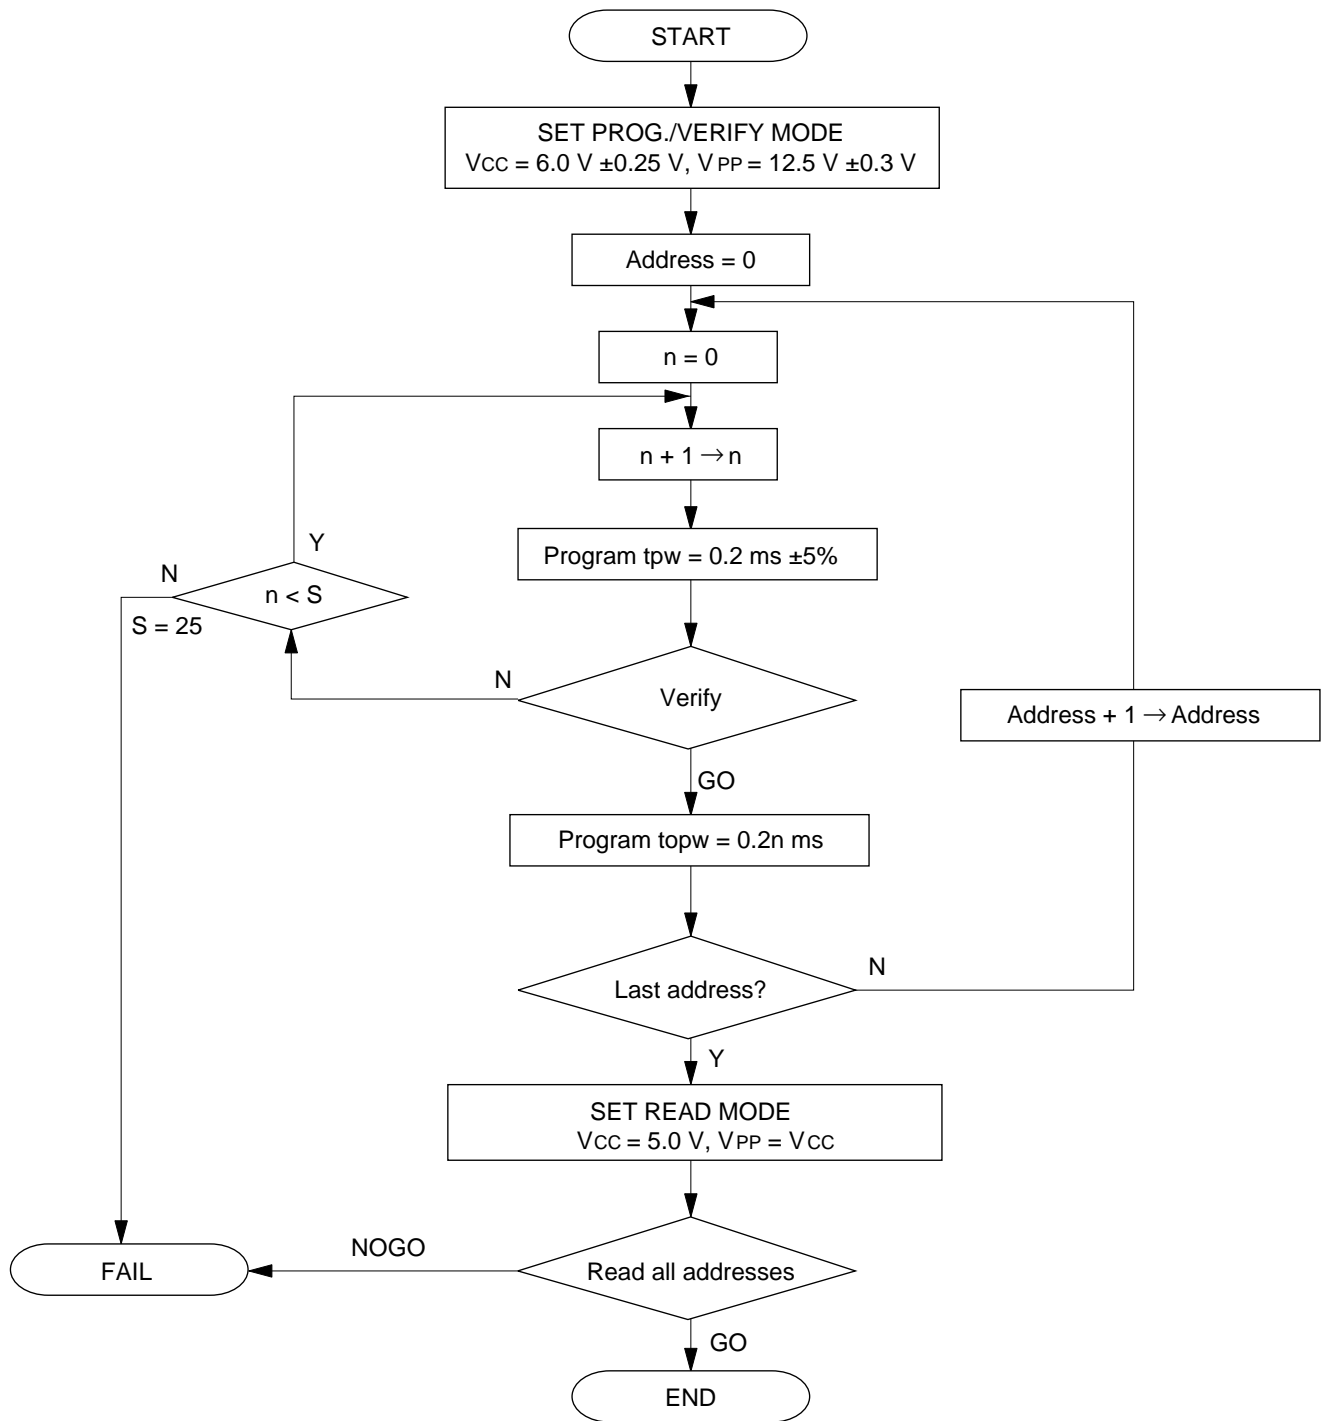 START
SET PROG./VERIFY MODE
VCC = 6.0 V ±0.25 V, VPP = 12.5 V ±0.3 V
Address = 0
n = 0
n + 1 → n
Program tpw = 0.2 ms ±5%
Y
N
n < S
S = 25
N
Verify
Address + 1 → Address
GO
Program topw = 0.2n ms
Last address?
N
Y
SET READ MODE
VCC = 5.0 V, VPP = VCC
NOGO
FAIL
Read all addresses
GO
END